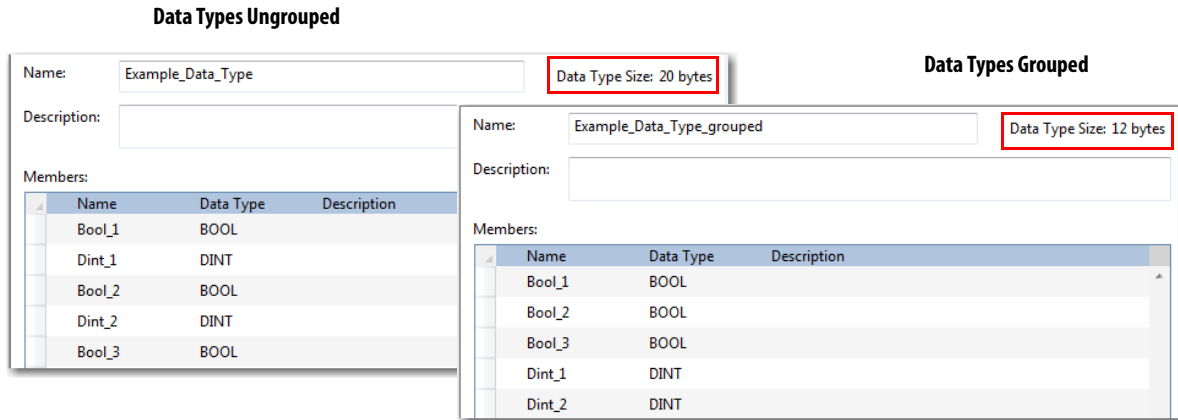 Data Types Ungrouped
Name: Example_Data_Type Data Type Size: 20 bytes
Description:
Members:
Name Data Type Description
Bool_1 BOOL
Dint_1 DINT
Bool_2 BOOL
Dint_2 DINT
Bool_3 BOOL
Data Types Grouped
Name: Example_Data_Type_grouped Data Type Size: 12 bytes
Description:
Members:
Name Data Type Description
Bool_1 BOOL
Bool_2 BOOL
Bool_3 BOOL
Dint_1 DINT
Dint_2 DINT